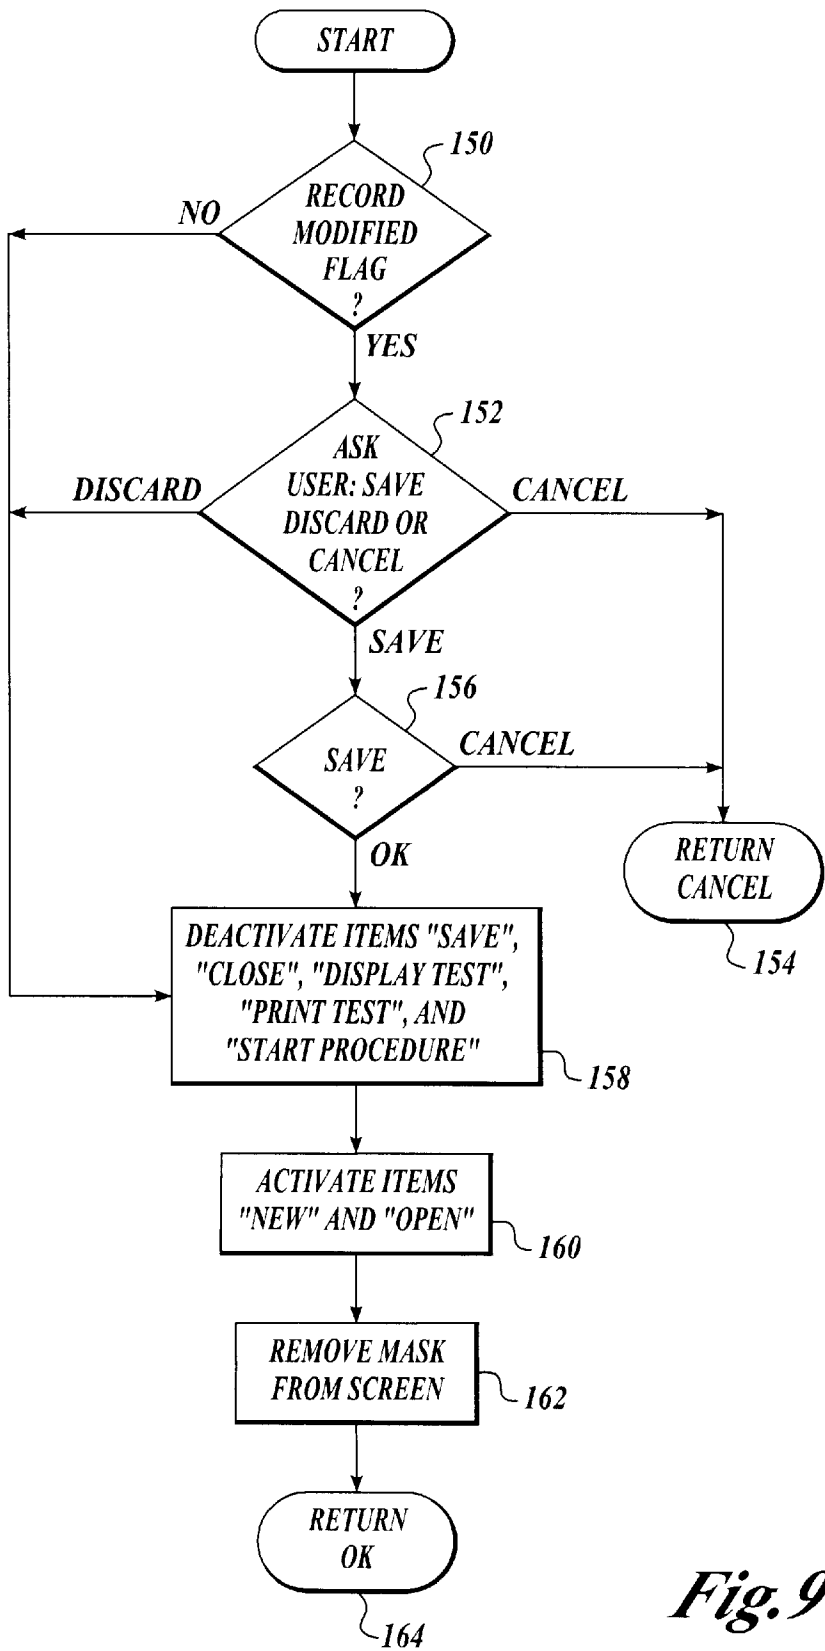 START
150
RECORD
MODIFIED
FLAG
?
NO
YES
152
ASK
USER: SAVE
DISCARD OR
CANCEL
?
DISCARD
CANCEL
SAVE
156
SAVE
?
CANCEL
OK
RETURN
CANCEL
154
DEACTIVATE ITEMS "SAVE",
"CLOSE", "DISPLAY TEST",
"PRINT TEST", AND
"START PROCEDURE"
158
ACTIVATE ITEMS
"NEW" AND "OPEN"
160
REMOVE MASK
FROM SCREEN
162
RETURN
OK
164
Fig. 9